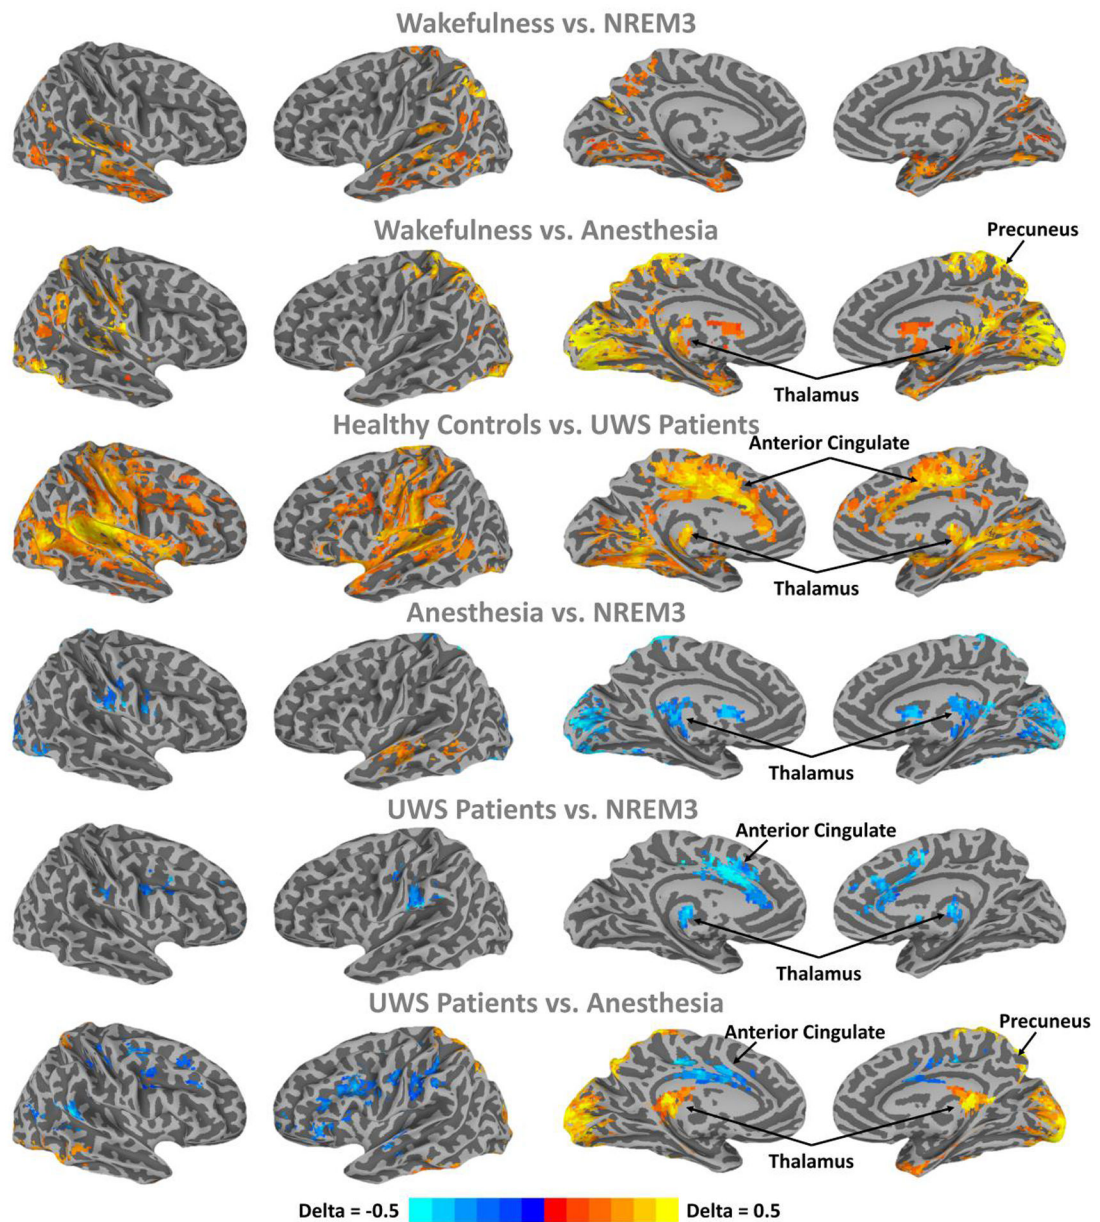 Wakefulness vs. NREM3
Wakefulness vs. Anesthesia
Precuneus
Thalamus
Healthy Controls vs. UWS Patients
Anterior Cingulate
Thalamus
Anesthesia vs. NREM3
Thalamus
UWS Patients vs. NREM3
Anterior Cingulate
Thalamus
UWS Patients vs. Anesthesia
Precuneus
Anterior Cingulate
Thalamus
Delta = -0.5 Delta = 0.5